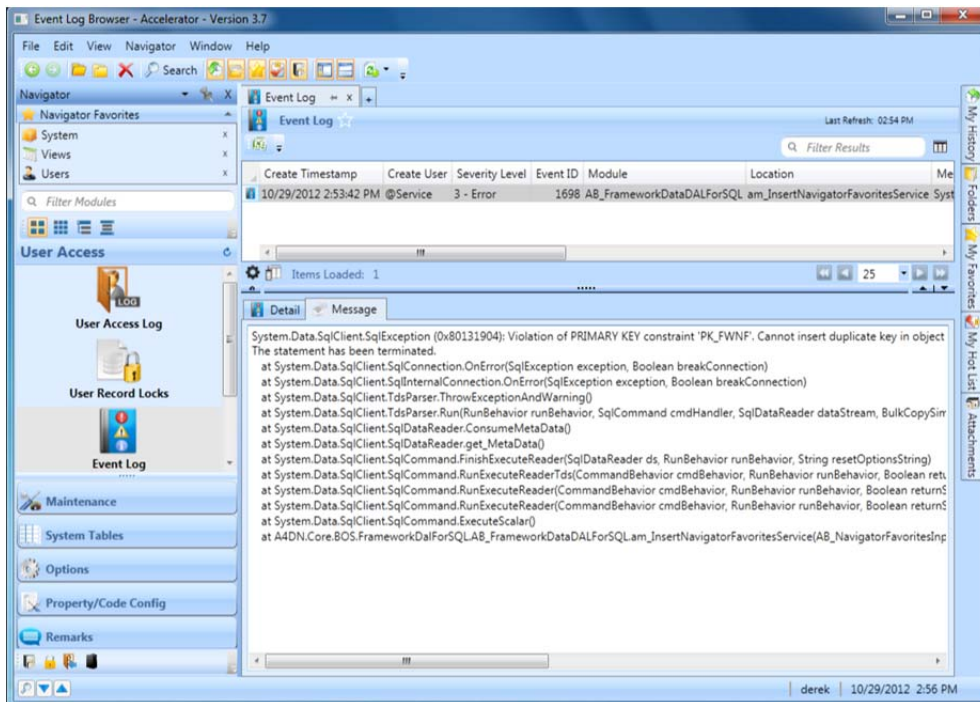 Event Log Browser - Accelerator - Version 3.7
File Edit View Navigator Window Help
Search
Navigator
Navigator Favorites
System
Views
Users
Filter Modules
User Access
User Access Log
User Record Locks
Event Log
Maintenance
System Tables
Options
Property/Code Config
Remarks
Event Log
Event Log
Last Refresh: 02:54 PM
Filter Results
Create Timestamp Create User Severity Level Event ID Module Location Me
10/29/2012 2:53:42 PM @Service 3 - Error 1698 AB_FrameworkDataDALForSQL am_InsertNavigatorFavoritesService Syst
Items Loaded: 1
25
Detail Message
System.Data.SqlClient.SqlException (0x80131904): Violation of PRIMARY KEY constraint 'PK_FWNF'. Cannot insert duplicate key in object
The statement has been terminated.
at System.Data.SqlClient.SqlConnection.OnError(SqlException exception, Boolean breakConnection)
at System.Data.SqlClient.SqlInternalConnection.OnError(SqlException exception, Boolean breakConnection)
at System.Data.SqlClient.TdsParser.ThrowExceptionAndWarning()
at System.Data.SqlClient.TdsParser.Run(RunBehavior runBehavior, SqlCommand cmdHandler, SqlDataReader dataStream, BulkCopySim
at System.Data.SqlClient.SqlDataReader.ConsumeMetaData()
at System.Data.SqlClient.SqlDataReader.get_MetaData()
at System.Data.SqlClient.SqlCommand.FinishExecuteReader(SqlDataReader ds, RunBehavior runBehavior, String resetOptionsString)
at System.Data.SqlClient.SqlCommand.RunExecuteReaderTds(CommandBehavior cmdBehavior, RunBehavior runBehavior, Boolean retu
at System.Data.SqlClient.SqlCommand.RunExecuteReader(CommandBehavior cmdBehavior, RunBehavior runBehavior, Boolean returnS
at System.Data.SqlClient.SqlCommand.RunExecuteReader(CommandBehavior cmdBehavior, RunBehavior runBehavior, Boolean returnS
at System.Data.SqlClient.SqlCommand.ExecuteScalar()
at A4DN.Core.BOS.FrameworkDalForSQL.AB_FrameworkDataDALForSQL.am_InsertNavigatorFavoritesService(AB_NavigatorFavoritesInp
My History
Folders
My Favorites
My Hot List
Attachments
derek 10/29/2012 2:56 PM